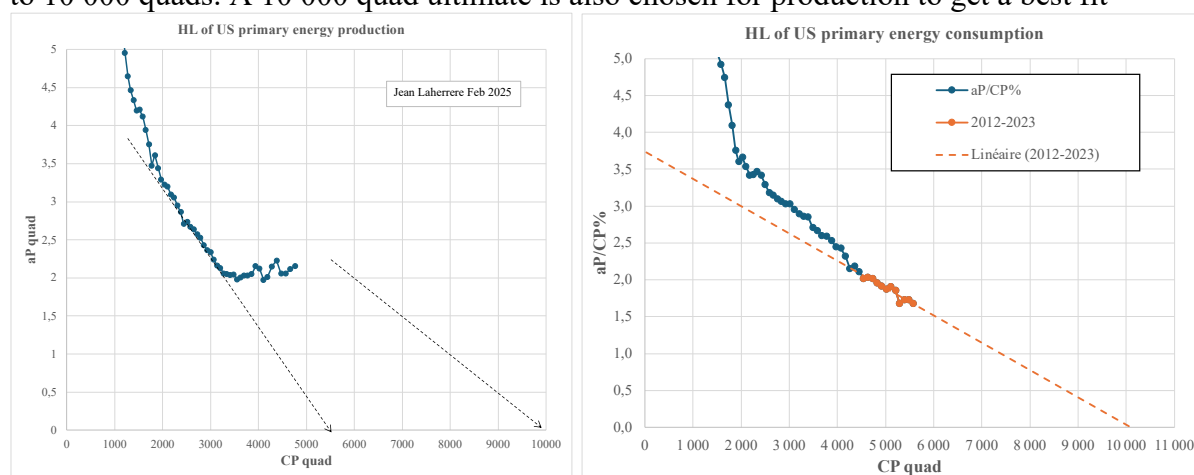 to 10 000 quads. A 10 000 quad ultimate is also chosen for production to get a best fit
HL of US primary energy production
5
4,5
4
3,5
3
2,5
2
1,5
1
0,5
0
aP quad
Jean Laherrere Feb 2025
0 1000 2000 3000 4000 5000 6000 7000 8000 9000 10000
CP quad
HL of US primary energy consumption
5,0
4,5
4,0
3,5
3,0
2,5
2,0
1,5
1,0
0,5
0,0
aP/CP%
aP/CP%
2012-2023
Linéaire (2012-2023)
0 1 000 2 000 3 000 4 000 5 000 6 000 7 000 8 000 9 000 10 000 11 000
CP quad